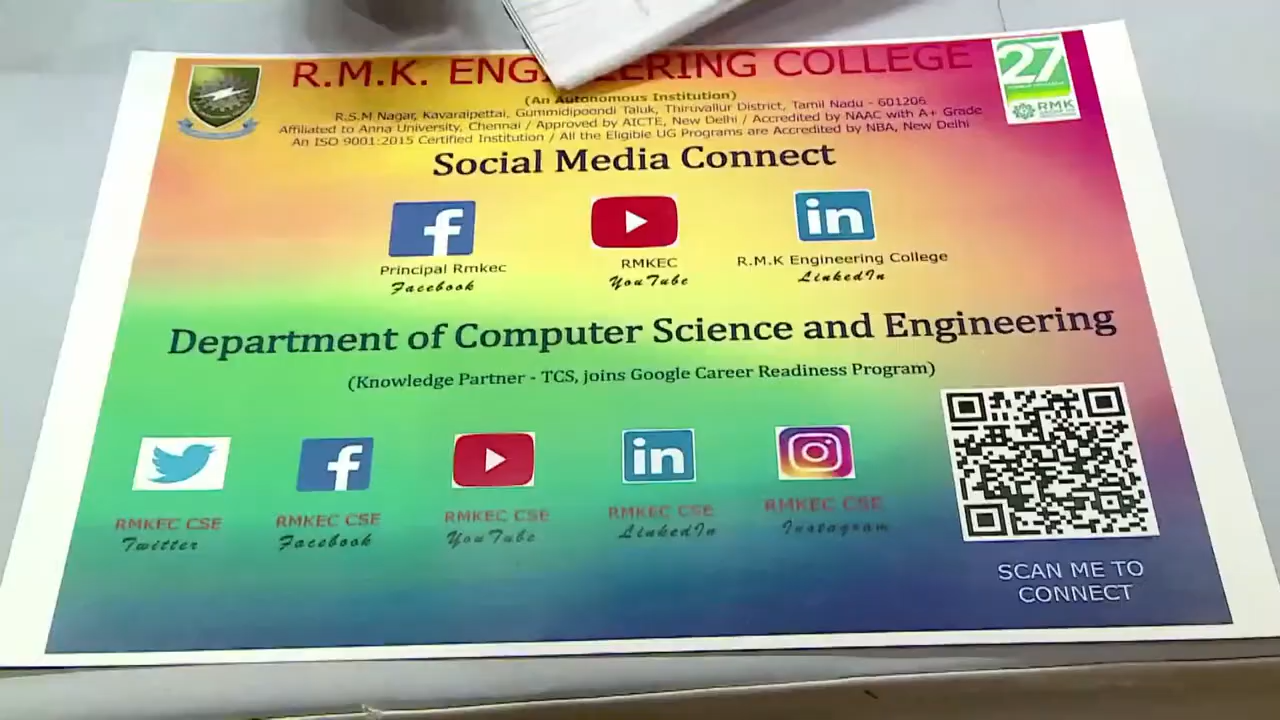 R.M.K. ENGINEERING COLLEGE
(An Autonomous Institution)
R.S.M Nagar, Kavaraipettai, Gummidipoondi Taluk, Thiruvallur District, Tamil Nadu - 601206
Affiliated to Anna University, Chennai / Approved by AICTE, New Delhi / Accredited by NAAC with A+ Grade
An ISO 9001:2015 Certified Institution / All the Eligible UG Programs are Accredited by NBA, New Delhi
27
RMK
Social Media Connect
Principal Rmkec
Facebook
RMKEC
YouTube
R.M.K Engineering College
LinkedIn
Department of Computer Science and Engineering
(Knowledge Partner - TCS, joins Google Career Readiness Program)
RMKEC CSE
Twitter
RMKEC CSE
Facebook
RMKEC CSE
YouTube
RMKEC CSE
LinkedIn
RMKEC CSE
Instagram
SCAN ME TO
CONNECT